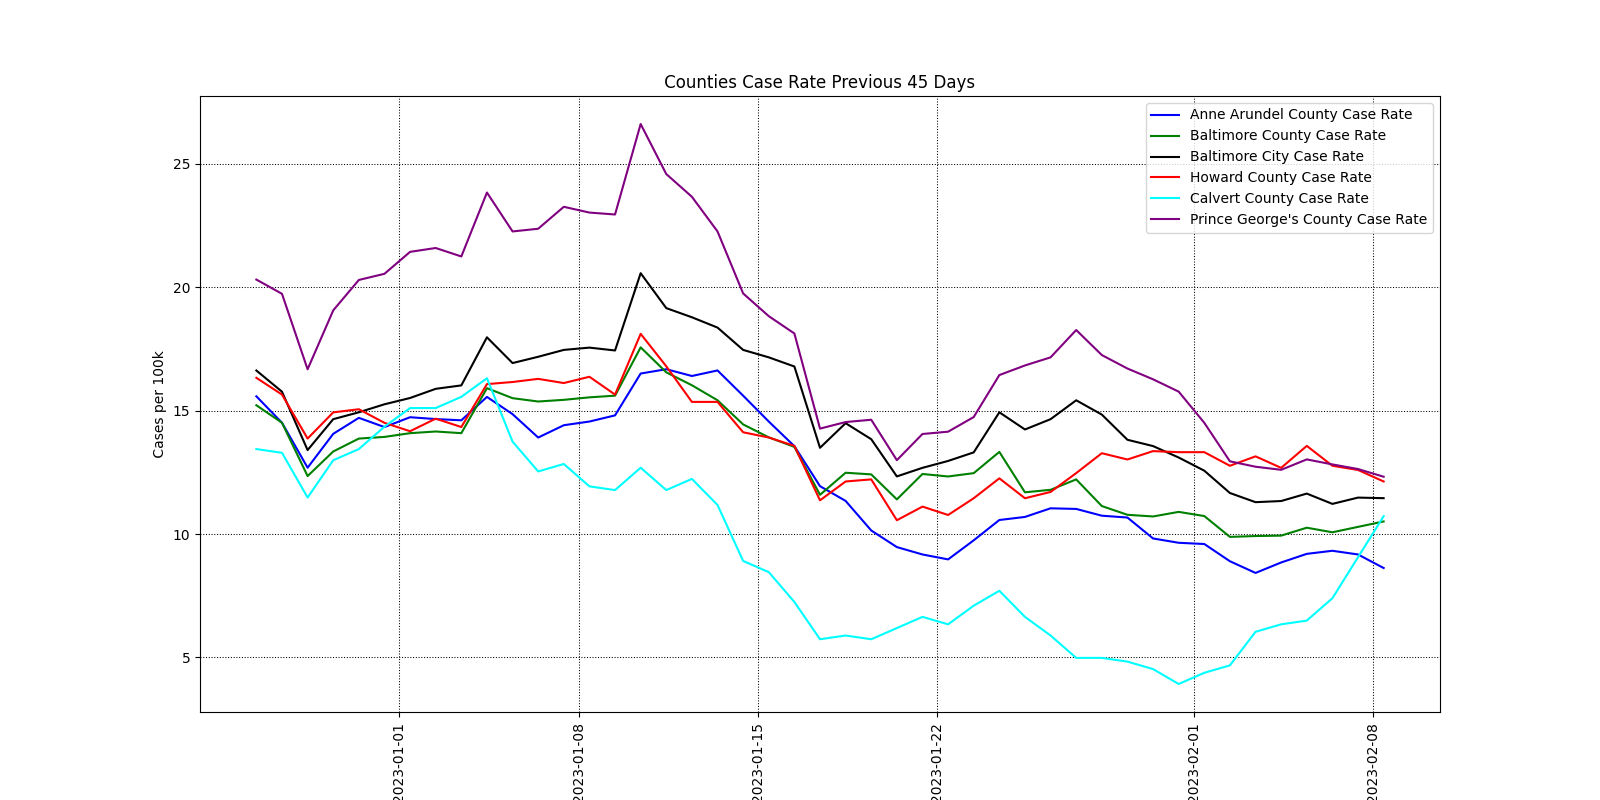 Counties Case Rate Previous 45 Days
Anne Arundel County Case Rate
Baltimore County Case Rate
Baltimore City Case Rate
Howard County Case Rate
Calvert County Case Rate
Prince George's County Case Rate
Cases per 100k
25
20
15
10
5
2023-01-01
2023-01-08
2023-01-15
2023-01-22
2023-02-01
2023-02-08